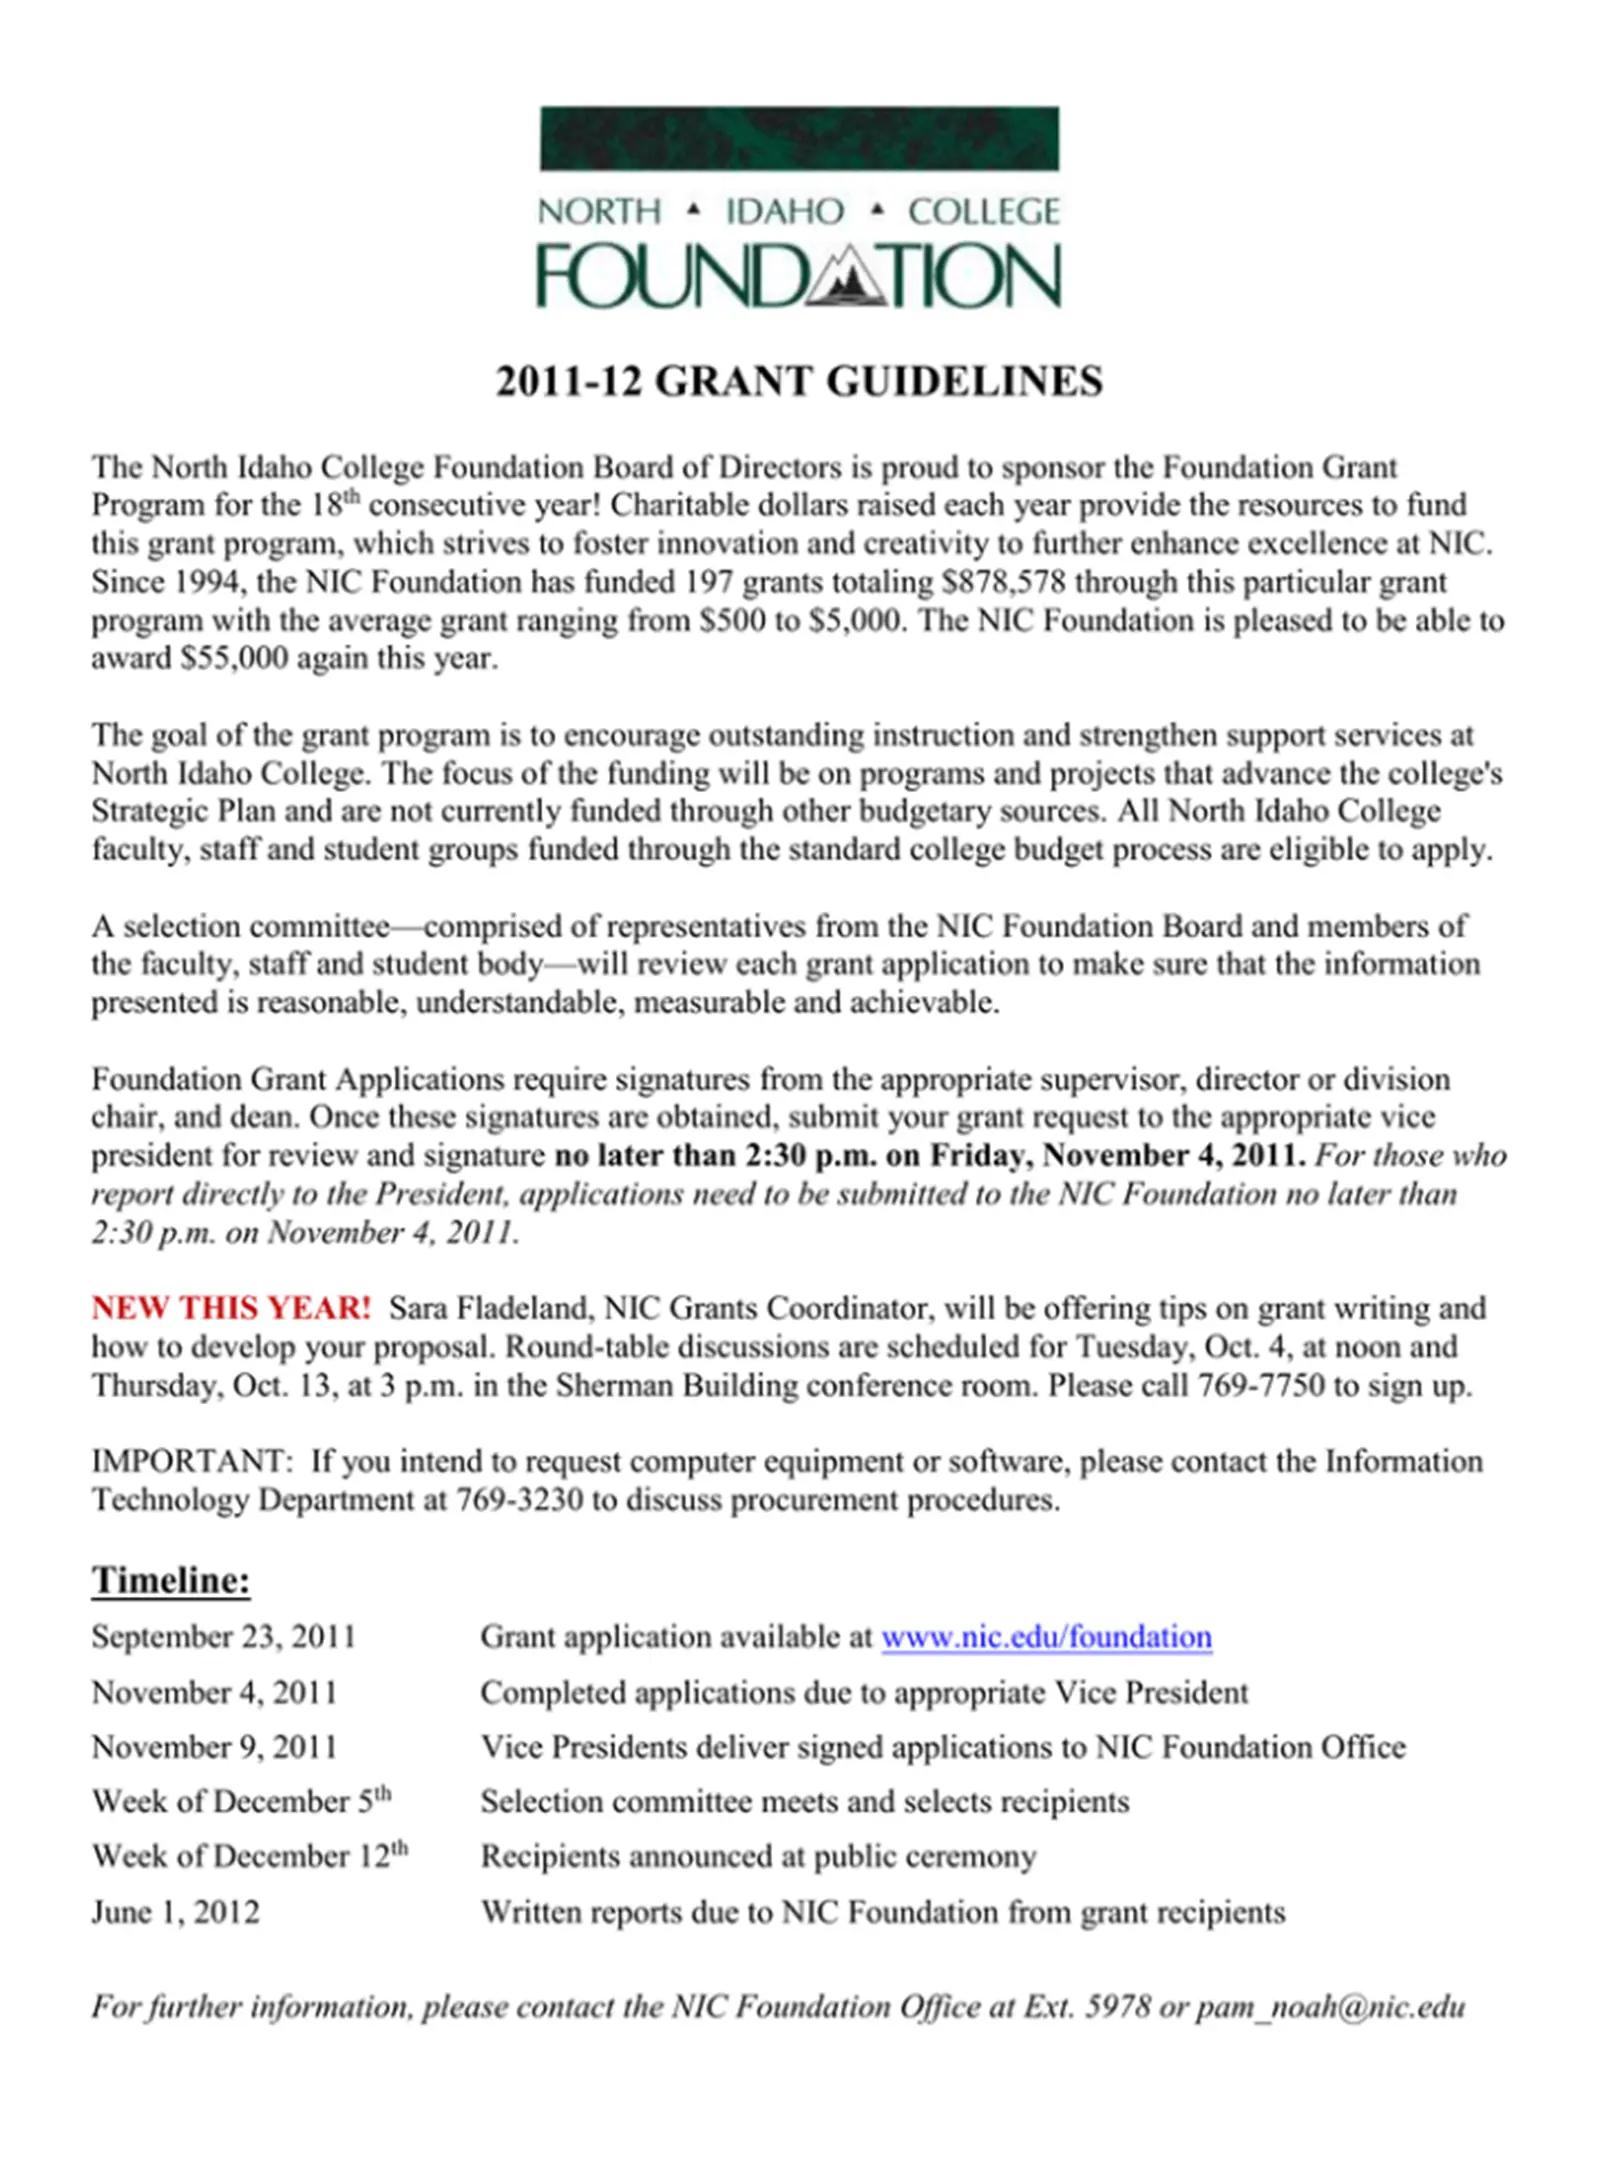 NORTH ▲ IDAHO ▲ COLLEGE
FOUNDATION
2011-12 GRANT GUIDELINES
The North Idaho College Foundation Board of Directors is proud to sponsor the Foundation Grant
Program for the 18th consecutive year! Charitable dollars raised each year provide the resources to fund
this grant program, which strives to foster innovation and creativity to further enhance excellence at NIC.
Since 1994, the NIC Foundation has funded 197 grants totaling $878,578 through this particular grant
program with the average grant ranging from $500 to $5,000. The NIC Foundation is pleased to be able to
award $55,000 again this year.
The goal of the grant program is to encourage outstanding instruction and strengthen support services at
North Idaho College. The focus of the funding will be on programs and projects that advance the college's
Strategic Plan and are not currently funded through other budgetary sources. All North Idaho College
faculty, staff and student groups funded through the standard college budget process are eligible to apply.
A selection committee—comprised of representatives from the NIC Foundation Board and members of
the faculty, staff and student body—will review each grant application to make sure that the information
presented is reasonable, understandable, measurable and achievable.
Foundation Grant Applications require signatures from the appropriate supervisor, director or division
chair, and dean. Once these signatures are obtained, submit your grant request to the appropriate vice
president for review and signature no later than 2:30 p.m. on Friday, November 4, 2011. For those who
report directly to the President, applications need to be submitted to the NIC Foundation no later than
2:30 p.m. on November 4, 2011.
NEW THIS YEAR! Sara Fladeland, NIC Grants Coordinator, will be offering tips on grant writing and
how to develop your proposal. Round-table discussions are scheduled for Tuesday, Oct. 4, at noon and
Thursday, Oct. 13, at 3 p.m. in the Sherman Building conference room. Please call 769-7750 to sign up.
IMPORTANT: If you intend to request computer equipment or software, please contact the Information
Technology Department at 769-3230 to discuss procurement procedures.
Timeline:
September 23, 2011 Grant application available at www.nic.edu/foundation
November 4, 2011 Completed applications due to appropriate Vice President
November 9, 2011 Vice Presidents deliver signed applications to NIC Foundation Office
Week of December 5th Selection committee meets and selects recipients
Week of December 12th Recipients announced at public ceremony
June 1, 2012 Written reports due to NIC Foundation from grant recipients
For further information, please contact the NIC Foundation Office at Ext. 5978 or pam_noah@nic.edu